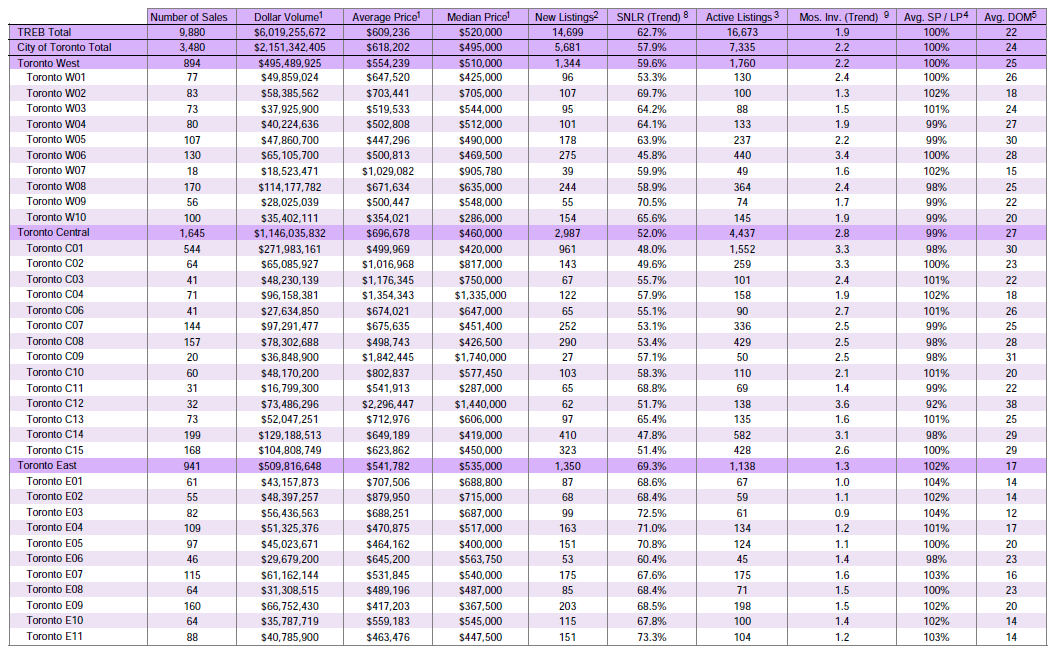 Number of Sales Dollar Volume1 Average Price1 Median Price1 New Listings2 SNLR (Trend) 8 Active Listings 3 Mos. Inv. (Trend) 9 Avg. SP / LP4 Avg. DOM5
TREB Total 9,880 $6,019,255,672 $609,236 $520,000 14,699 62.7% 16,673 1.9 100% 22
City of Toronto Total 3,480 $2,151,342,405 $618,202 $495,000 5,681 57.9% 7,335 2.2 100% 24
Toronto West 894 $495,489,925 $554,239 $510,000 1,344 59.6% 1,760 2.2 100% 25
Toronto W01 77 $49,859,024 $647,520 $425,000 96 53.3% 130 2.4 100% 26
Toronto W02 83 $58,385,562 $703,441 $705,000 107 69.7% 100 1.3 102% 18
Toronto W03 73 $37,925,900 $519,533 $544,000 95 64.2% 88 1.5 101% 24
Toronto W04 80 $40,224,636 $502,808 $512,000 101 64.1% 133 1.9 99% 27
Toronto W05 107 $47,860,700 $447,296 $490,000 178 63.9% 237 2.2 99% 30
Toronto W06 130 $65,105,700 $500,813 $469,500 275 45.8% 440 3.4 100% 28
Toronto W07 18 $18,523,471 $1,029,082 $905,780 39 59.9% 49 1.6 102% 15
Toronto W08 170 $114,177,782 $671,634 $635,000 244 58.9% 364 2.4 98% 25
Toronto W09 56 $28,025,039 $500,447 $548,000 55 70.5% 74 1.7 99% 22
Toronto W10 100 $35,402,111 $354,021 $286,000 154 65.6% 145 1.9 99% 20
Toronto Central 1,645 $1,146,035,832 $696,678 $460,000 2,987 52.0% 4,437 2.8 99% 27
Toronto C01 544 $271,983,161 $499,969 $420,000 961 48.0% 1,552 3.3 98% 30
Toronto C02 64 $65,085,927 $1,016,968 $817,000 143 49.6% 259 3.3 100% 23
Toronto C03 41 $48,230,139 $1,176,345 $750,000 67 55.7% 101 2.4 101% 22
Toronto C04 71 $96,158,381 $1,354,343 $1,335,000 122 57.9% 158 1.9 102% 18
Toronto C06 41 $27,634,850 $674,021 $647,000 65 55.1% 90 2.7 101% 26
Toronto C07 144 $97,291,477 $675,635 $451,400 252 53.1% 336 2.5 99% 25
Toronto C08 157 $78,302,688 $498,743 $426,500 290 53.4% 429 2.5 98% 28
Toronto C09 20 $36,848,900 $1,842,445 $1,740,000 27 57.1% 50 2.5 98% 31
Toronto C10 60 $48,170,200 $802,837 $577,450 103 58.3% 110 2.1 101% 20
Toronto C11 31 $16,799,300 $541,913 $287,000 65 68.8% 69 1.4 99% 22
Toronto C12 32 $73,486,296 $2,296,447 $1,440,000 62 51.7% 138 3.6 92% 38
Toronto C13 73 $52,047,251 $712,976 $606,000 97 65.4% 135 1.6 101% 25
Toronto C14 199 $129,188,513 $649,189 $419,000 410 47.8% 582 3.1 98% 29
Toronto C15 168 $104,808,749 $623,862 $450,000 323 51.4% 428 2.6 100% 29
Toronto East 941 $509,816,648 $541,782 $535,000 1,350 69.3% 1,138 1.3 102% 17
Toronto E01 61 $43,157,873 $707,506 $688,800 87 68.6% 67 1.0 104% 14
Toronto E02 55 $48,397,257 $879,950 $715,000 68 68.4% 59 1.1 102% 14
Toronto E03 82 $56,436,563 $688,251 $687,000 99 72.5% 61 0.9 104% 12
Toronto E04 109 $51,325,376 $470,875 $517,000 163 71.0% 134 1.2 101% 17
Toronto E05 97 $45,023,671 $464,162 $400,000 151 70.8% 124 1.1 100% 20
Toronto E06 46 $29,679,200 $645,200 $563,750 53 60.4% 45 1.4 98% 23
Toronto E07 115 $61,162,144 $531,845 $540,000 175 67.6% 175 1.6 103% 16
Toronto E08 64 $31,308,515 $489,196 $487,000 85 68.4% 71 1.5 100% 23
Toronto E09 160 $66,752,430 $417,203 $367,500 203 68.5% 198 1.5 102% 20
Toronto E10 64 $35,787,719 $559,183 $545,000 115 67.8% 100 1.4 102% 14
Toronto E11 88 $40,785,900 $463,476 $447,500 151 73.3% 104 1.2 103% 14